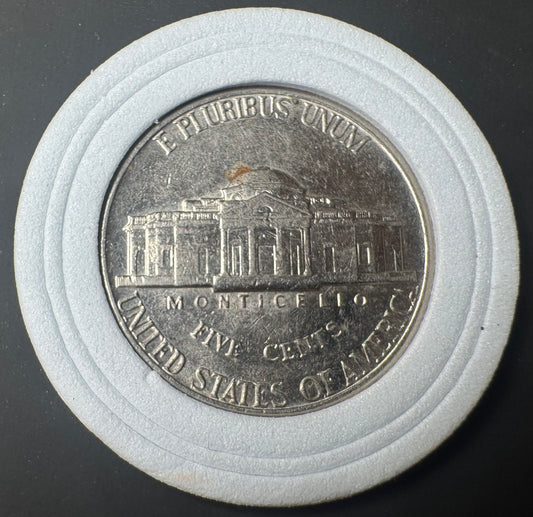 E PLURIBUS UNUM
MONTICELLO
FIVE CENTS
UNITED STATES OF AMERICA